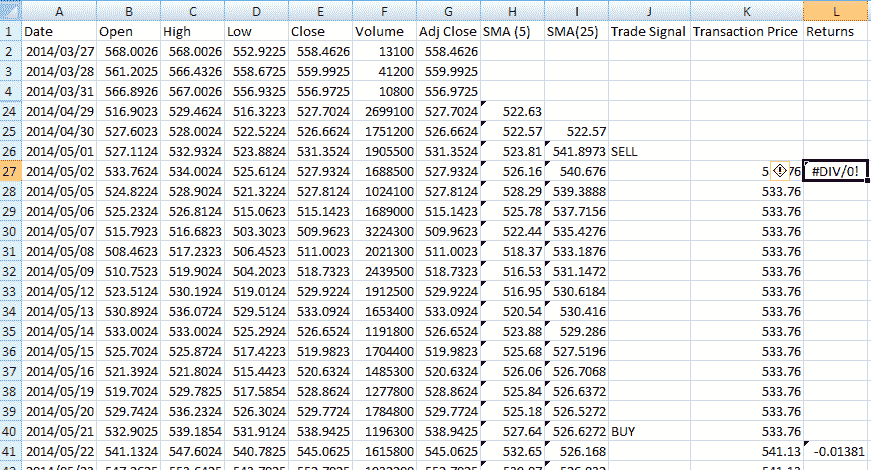 A B C D E F G H I J K L
1 Date Open High Low Close Volume Adj Close SMA (5) SMA(25) Trade Signal Transaction Price Returns
2 2014/03/27 568.0026 568.0026 552.9225 558.4626 13100 558.4626
3 2014/03/28 561.2025 566.4326 558.6725 559.9925 41200 559.9925
4 2014/03/31 566.8926 567.0026 556.9325 556.9725 10800 556.9725
24 2014/04/29 516.9023 529.4624 516.3223 527.7024 2699100 527.7024 522.63
25 2014/04/30 527.6023 528.0024 522.5224 526.6624 1751200 526.6624 522.57 522.57
26 2014/05/01 527.1124 532.9324 523.8824 531.3524 1905500 531.3524 523.81 541.8973 SELL
27 2014/05/02 533.7624 534.0024 525.6124 527.9324 1688500 527.9324 526.16 540.676 5 76 #DIV/0!
28 2014/05/05 524.8224 528.9024 521.3224 527.8124 1024100 527.8124 528.29 539.3888 533.76
29 2014/05/06 525.2324 526.8124 515.0623 515.1423 1689000 515.1423 525.78 537.7156 533.76
30 2014/05/07 515.7923 516.6823 503.3023 509.9623 3224300 509.9623 522.44 535.4276 533.76
31 2014/05/08 508.4623 517.2323 506.4523 511.0023 2021300 511.0023 518.37 533.1876 533.76
32 2014/05/09 510.7523 519.9024 504.2023 518.7323 2439500 518.7323 516.53 531.1472 533.76
33 2014/05/12 523.5124 530.1924 519.0124 529.9224 1912500 529.9224 516.95 530.6184 533.76
34 2014/05/13 530.8924 536.0724 529.5124 533.0924 1653400 533.0924 520.54 530.416 533.76
35 2014/05/14 533.0024 533.0024 525.2924 526.6524 1191800 526.6524 523.88 529.286 533.76
36 2014/05/15 525.7024 525.8724 517.4223 519.9823 1704400 519.9823 525.68 527.5196 533.76
37 2014/05/16 521.3924 521.8024 515.4423 520.6324 1485300 520.6324 526.06 526.7068 533.76
38 2014/05/19 519.7024 529.7825 517.5854 528.8624 1277800 528.8624 525.84 526.6372 533.76
39 2014/05/20 529.7424 536.2324 526.3024 529.7724 1784800 529.7724 525.18 526.5272 533.76
40 2014/05/21 532.9025 539.1854 531.9124 538.9425 1196300 538.9425 527.64 526.6272 BUY 533.76
41 2014/05/22 541.1324 547.6024 540.7825 545.0625 1615800 545.0625 532.65 526.168 541.13 -0.01381